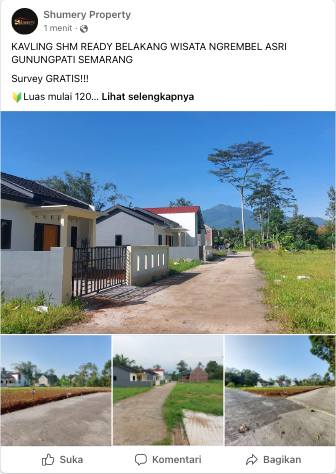 Shumery Property
1 menit ·
KAVLING SHM READY BELAKANG WISATA NGREMBEL ASRI
GUNUNGPATI SEMARANG
Survey GRATIS!!!
🔰Luas mulai 120... Lihat selengkapnya
Suka
Komentari
Bagikan